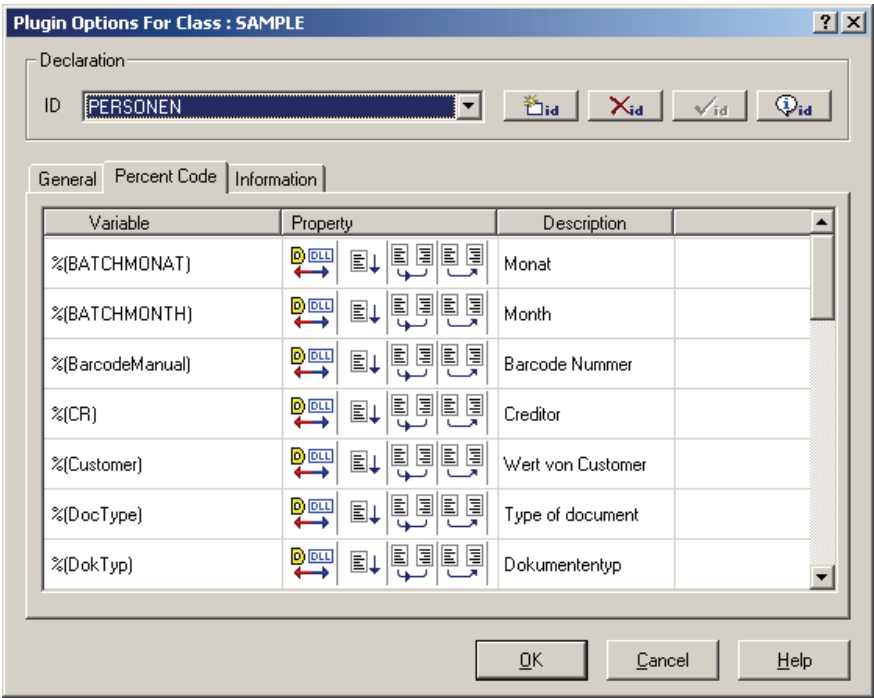 Plugin Options For Class : SAMPLE
Declaration
ID PERSONEN id id id id
General Percent Code Information
Variable Property Description
%(BATCHMONAT) D DLL Monat
%(BATCHMONTH) D DLL Month
%(BarcodeManual) D DLL Barcode Nummer
%(CR) D DLL Creditor
%(Customer) D DLL Wert von Customer
%(DocType) D DLL Type of document
%(DokTyp) D DLL Dokumententyp
OK Cancel Help